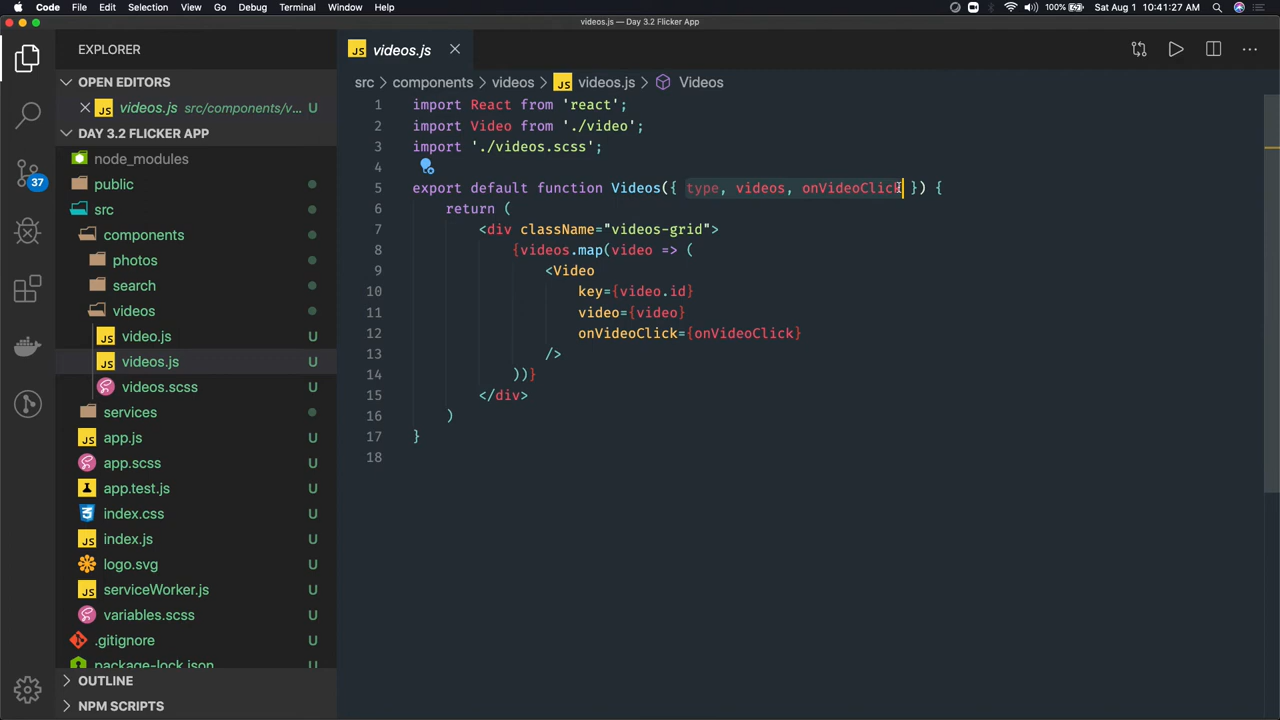 Code File Edit Selection View Go Debug Terminal Window Help 100% Sat Aug 1 10:41:27 AM
videos.js — Day 3.2 Flicker App
EXPLORER
JS videos.js
OPEN EDITORS
JS videos.js src/components/v... U
DAY 3.2 FLICKER APP
node_modules
public
src
components
photos
search
videos
JS video.js U
JS videos.js U
videos.scss U
services
JS app.js U
app.scss U
app.test.js U
index.css U
JS index.js U
logo.svg U
JS serviceWorker.js U
variables.scss U
.gitignore U
package-lock.json
OUTLINE
NPM SCRIPTS
37
src > components > videos > JS videos.js > Videos
1 import React from 'react';
2 import Video from './video';
3 import './videos.scss';
4
5 export default function Videos({ type, videos, onVideoClick }) {
6 return (
7 <div className="videos-grid">
8 {videos.map(video => (
9 <Video
10 key={video.id}
11 video={video}
12 onVideoClick={onVideoClick}
13 />
14 ))}
15 </div>
16 )
17 }
18